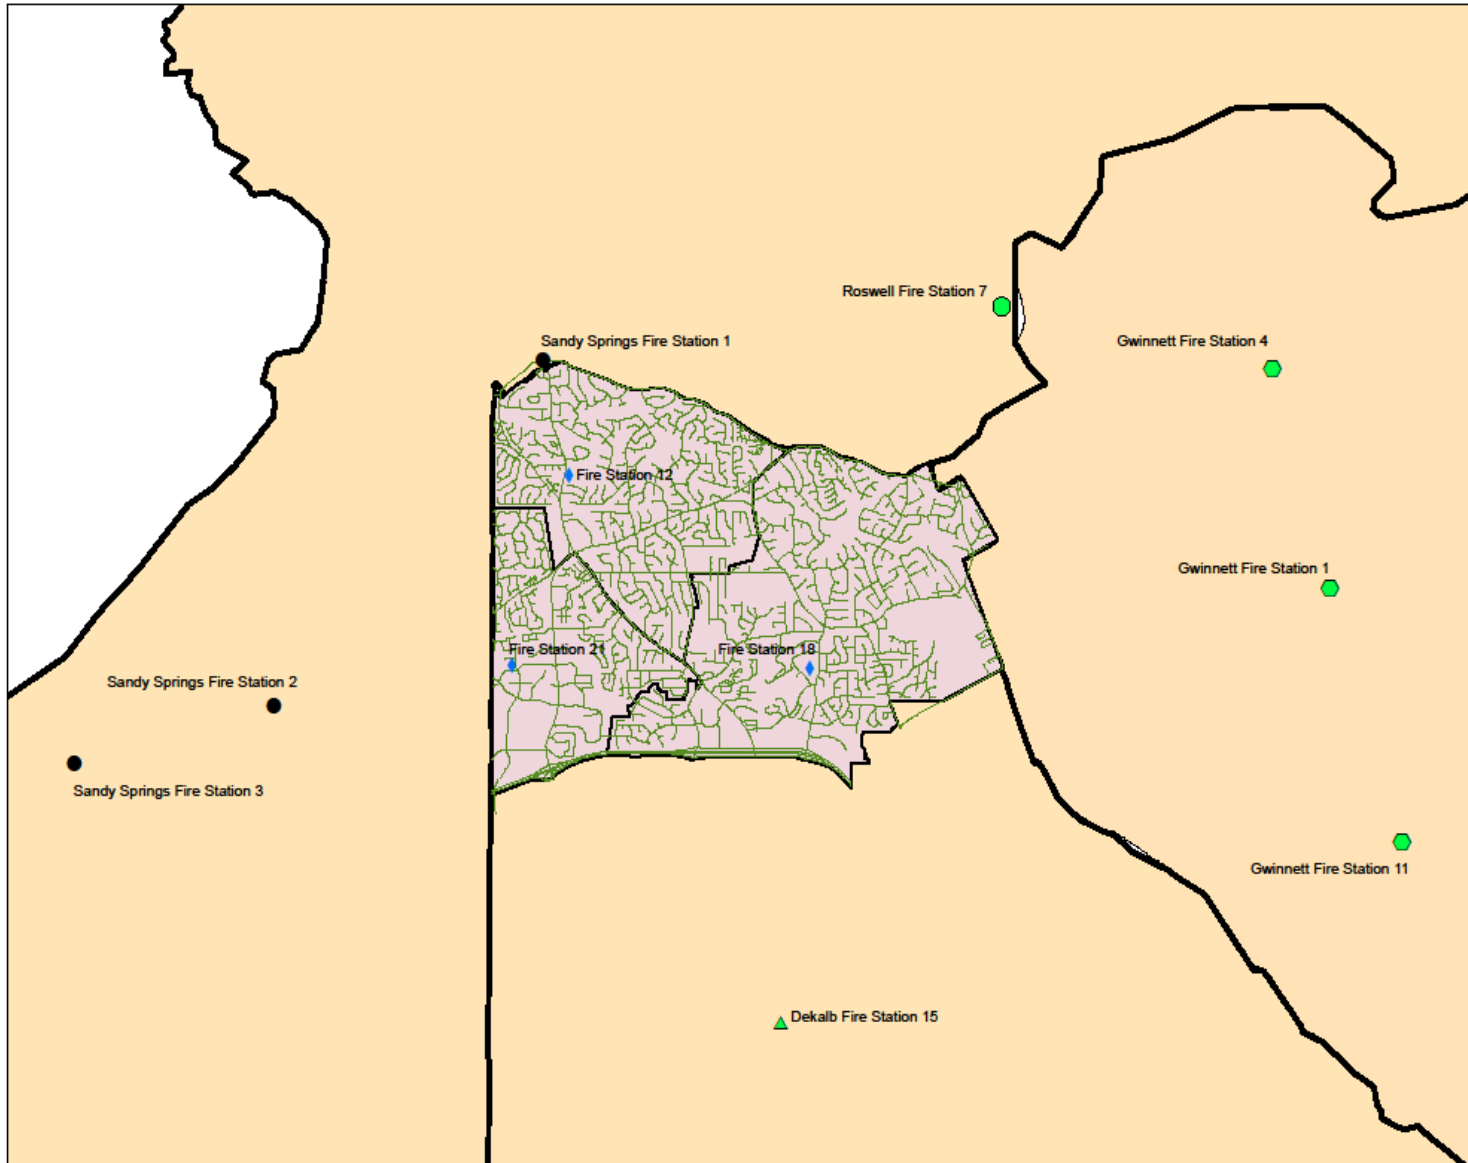 Roswell Fire Station 7
Sandy Springs Fire Station 1
Gwinnett Fire Station 4
Fire Station 12
Gwinnett Fire Station 1
Fire Station 21
Fire Station 18
Sandy Springs Fire Station 2
Sandy Springs Fire Station 3
Gwinnett Fire Station 11
Dekalb Fire Station 15